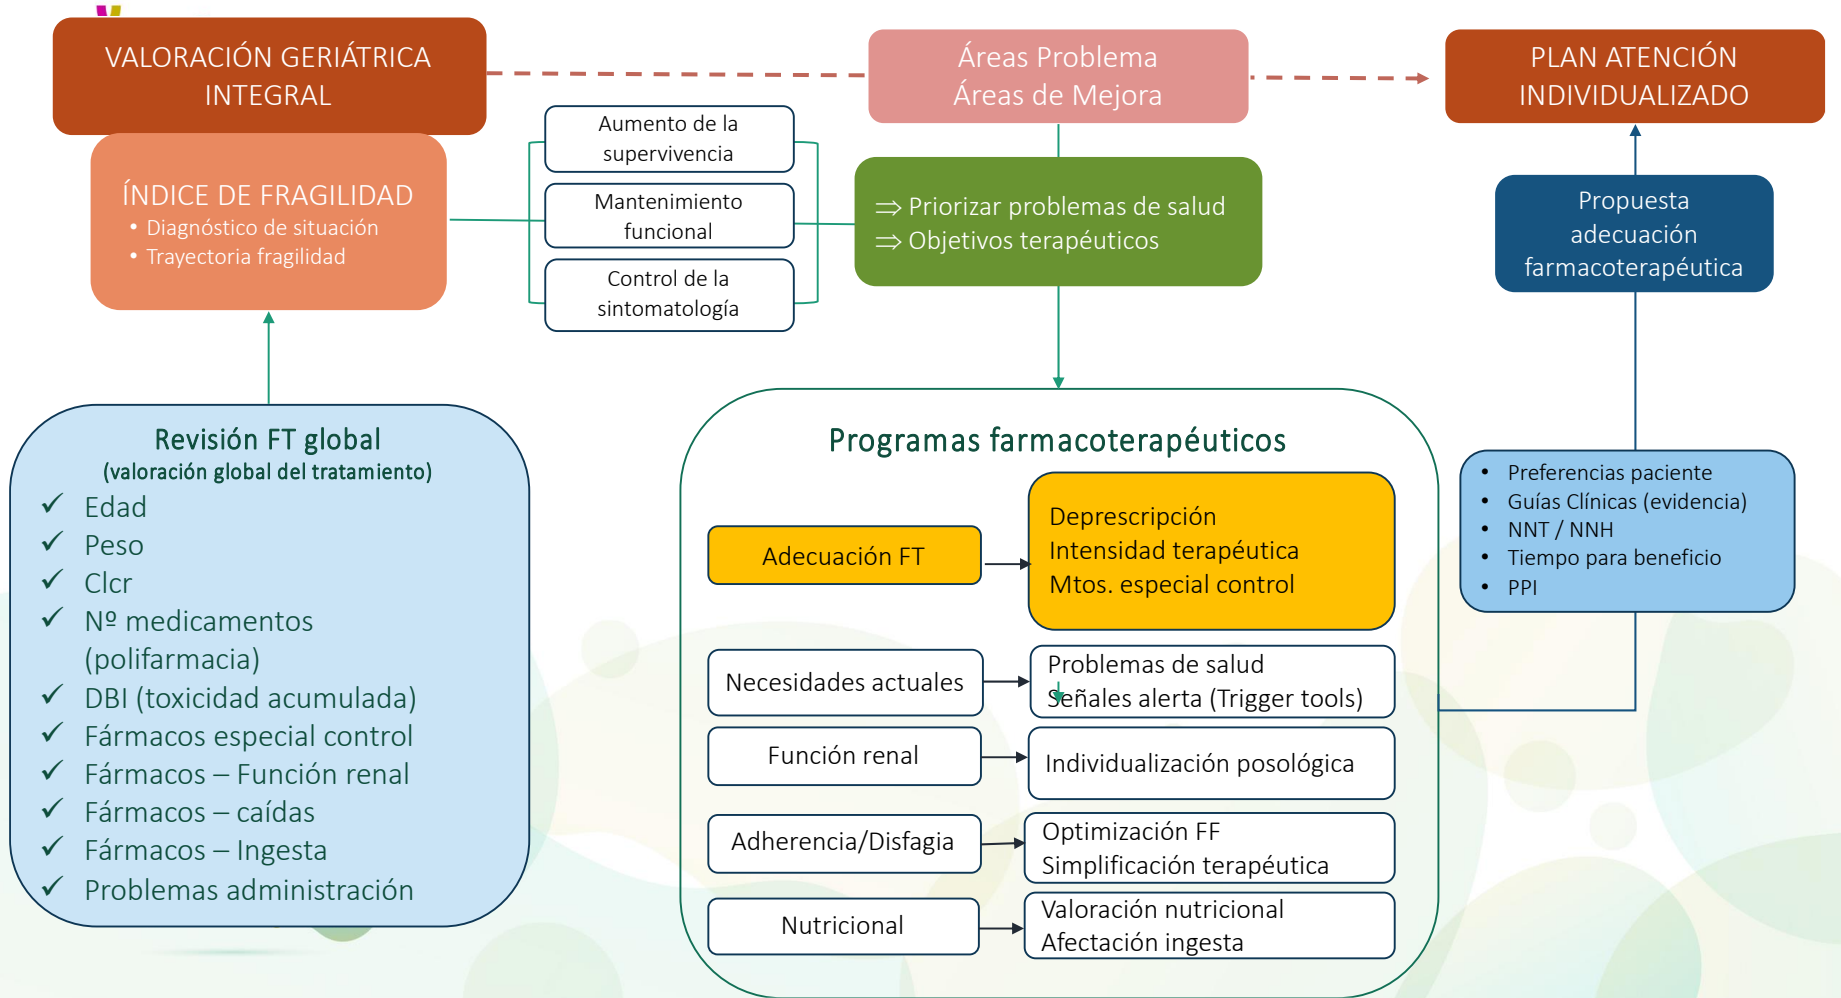 VALORACIÓN GERIÁTRICA
INTEGRAL
Áreas Problema
Áreas de Mejora
PLAN ATENCIÓN
INDIVIDUALIZADO
ÍNDICE DE FRAGILIDAD
• Diagnóstico de situación
• Trayectoria fragilidad
Aumento de la
supervivencia
Mantenimiento
funcional
Control de la
sintomatología
⇒ Priorizar problemas de salud
⇒ Objetivos terapéuticos
Propuesta
adecuación
farmacoterapéutica
Revisión FT global
(valoración global del tratamiento)
✓ Edad
✓ Peso
✓ Clcr
✓ Nº medicamentos
(polifarmacia)
✓ DBI (toxicidad acumulada)
✓ Fármacos especial control
✓ Fármacos – Función renal
✓ Fármacos – caídas
✓ Fármacos – Ingesta
✓ Problemas administración
Programas farmacoterapéuticos
Adecuación FT
Deprescripción
Intensidad terapéutica
Mtos. especial control
Necesidades actuales
Problemas de salud
Señales alerta (Trigger tools)
Función renal
Individualización posológica
Adherencia/Disfagia
Optimización FF
Simplificación terapéutica
Nutricional
Valoración nutricional
Afectación ingesta
• Preferencias paciente
• Guías Clínicas (evidencia)
• NNT / NNH
• Tiempo para beneficio
• PPI